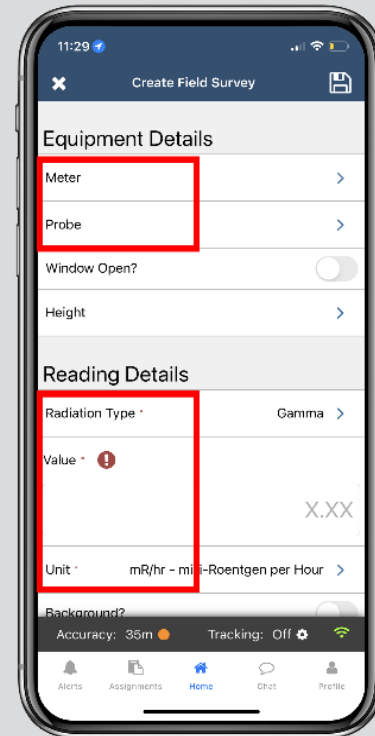 11:29
Create Field Survey
Equipment Details
Meter
Probe
Window Open?
Height
Reading Details
Radiation Type * Gamma
Value *
X.XX
Unit * mR/hr - milli-Roentgen per Hour
Background?
Accuracy: 35m Tracking: Off
Alerts Assignments Home Chat Profile